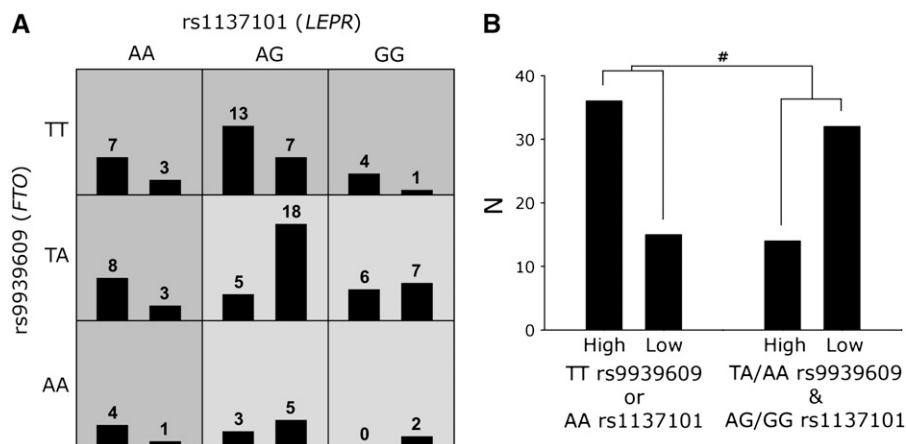 A
rs1137101 (LEPR)
AA AG GG
rs9939609 (FTO)
TT
7 3 13 7 4 1
TA
8 3 5 18 6 7
AA
4 1 3 5 0 2
B
#
N
40
30
20
10
0
High Low High Low
TT rs9939609
or
AA rs1137101
TA/AA rs9939609
&
AG/GG rs1137101